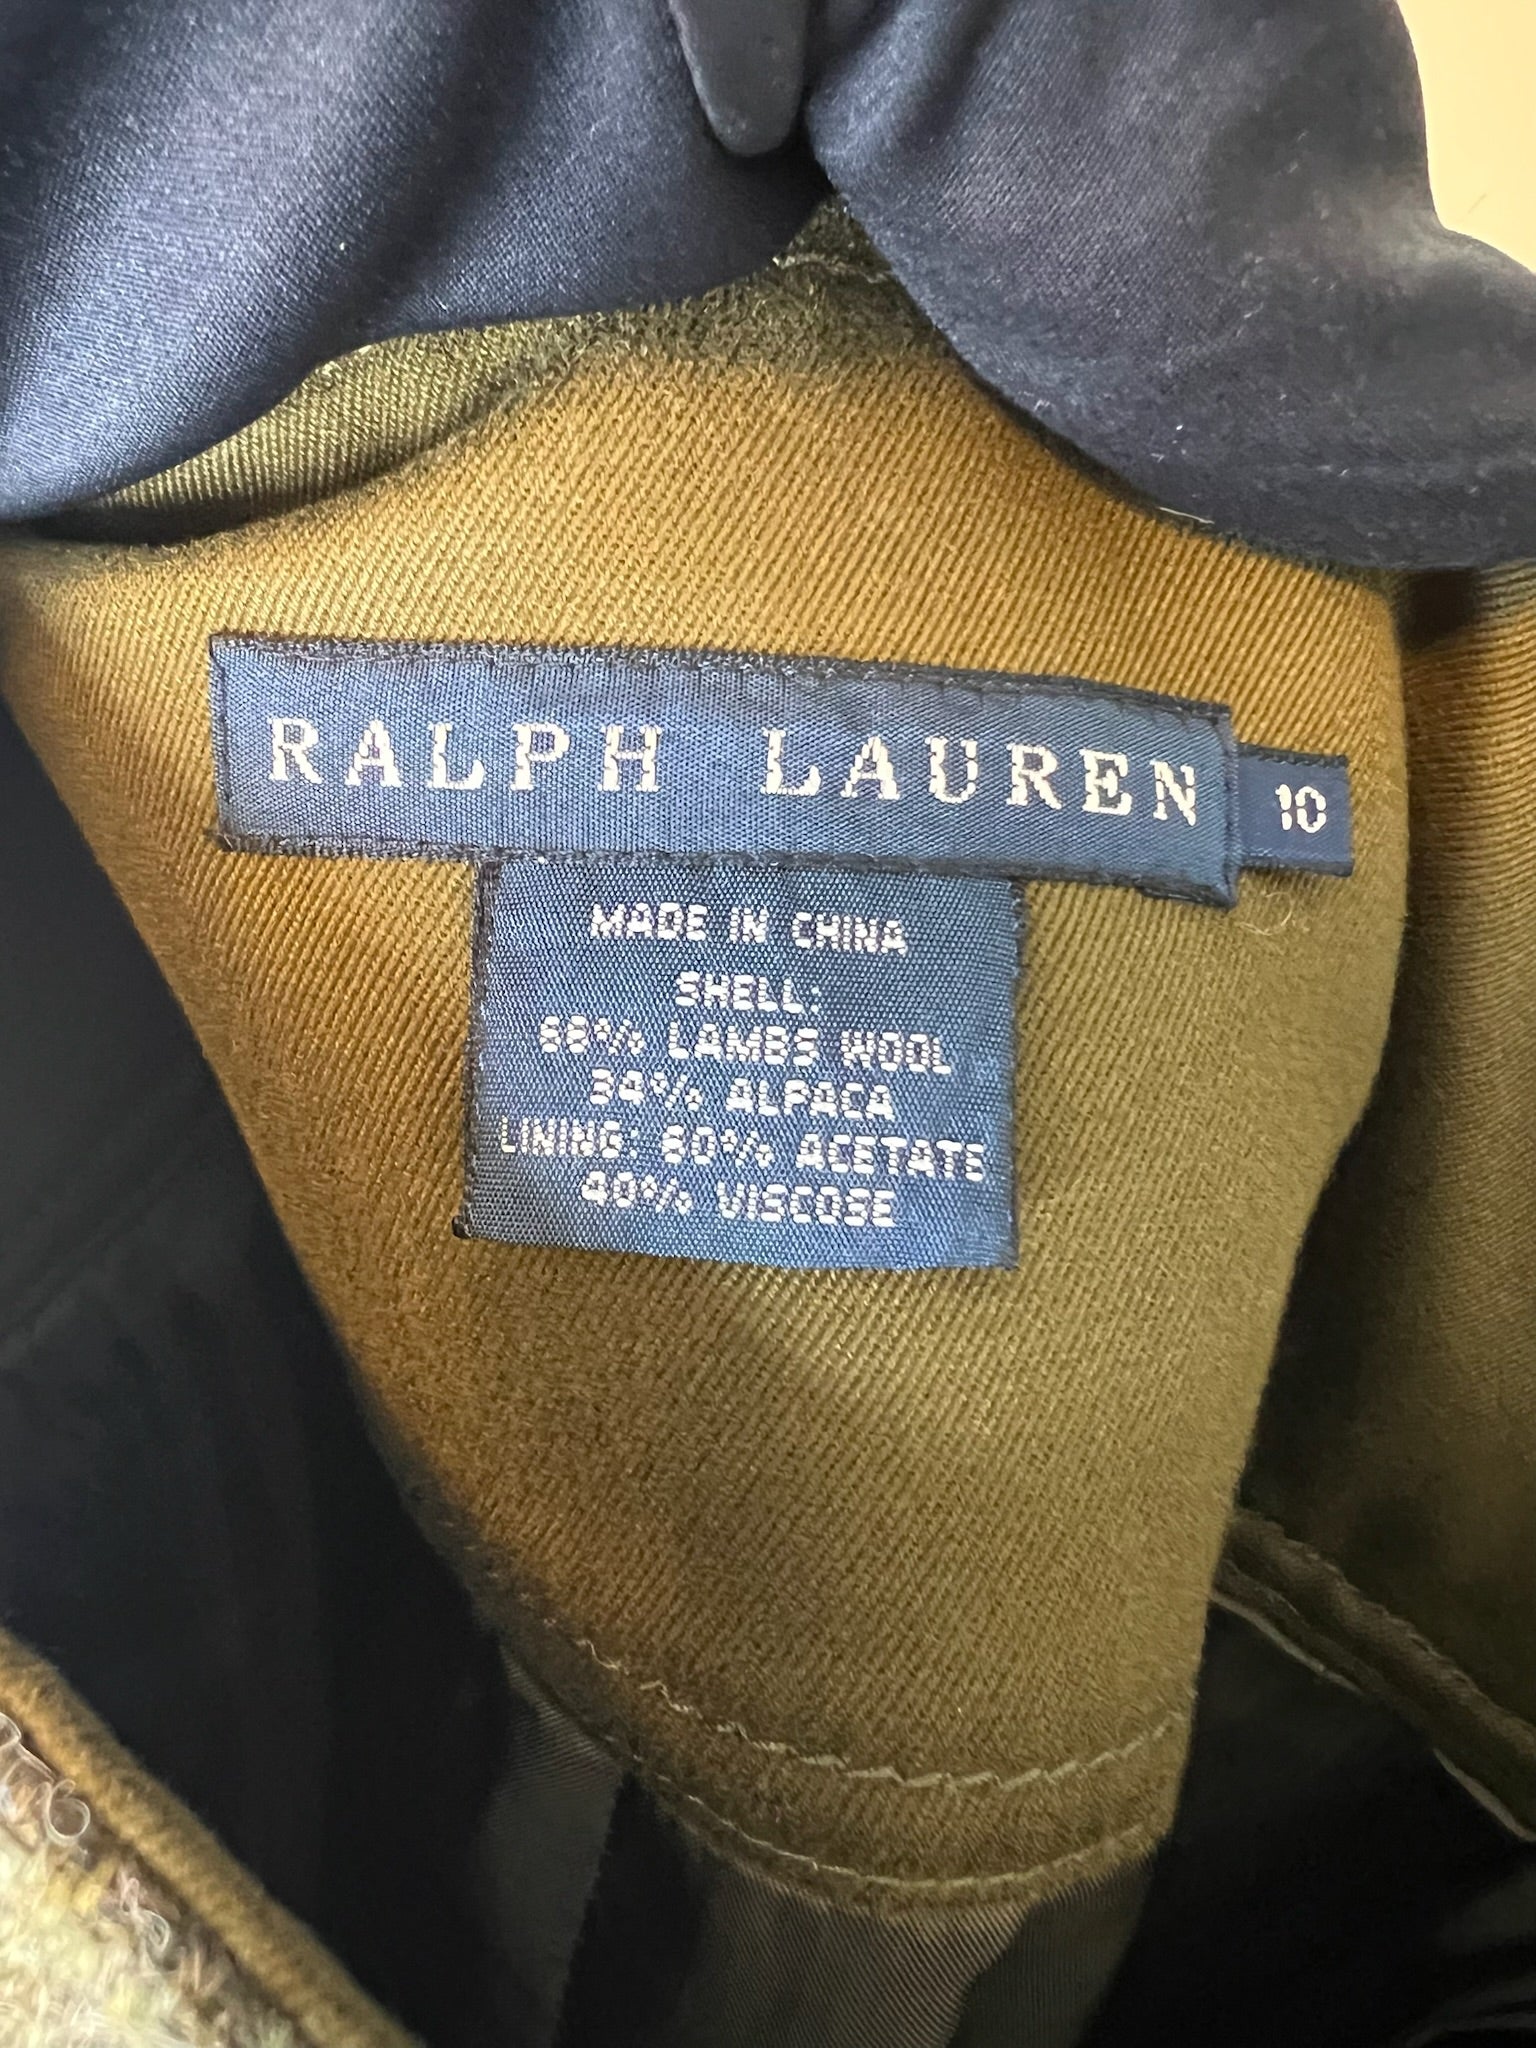 RALPH LAUREN 10
MADE IN CHINA
SHELL:
66% LAMBS WOOL
34% ALPACA
LINING: 60% ACETATE
40% VISCOSE